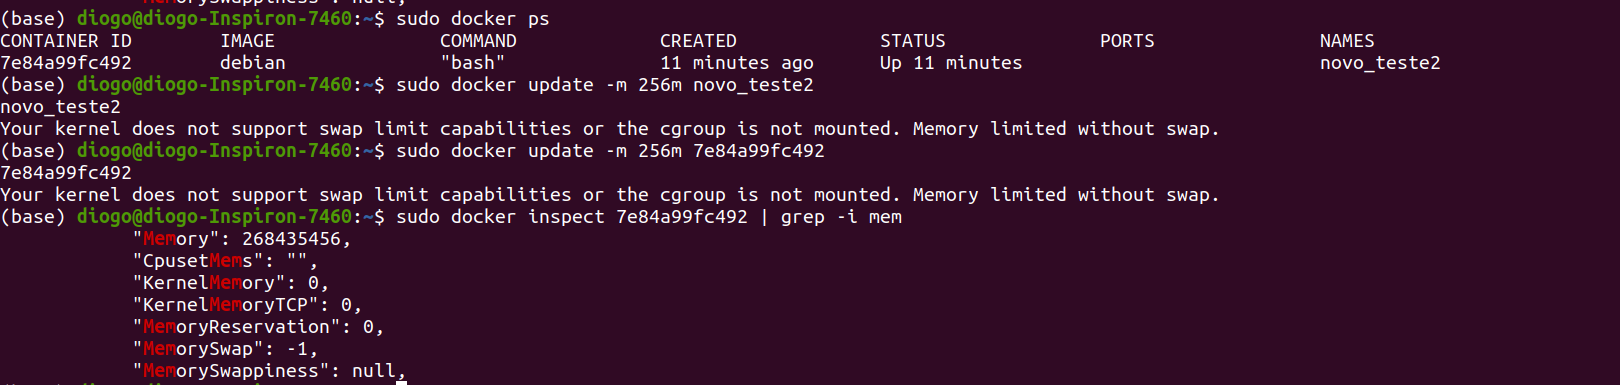 "MemorySwappiness": null,
(base) diogo@diogo-Inspiron-7460:~$ sudo docker ps
CONTAINER ID IMAGE COMMAND CREATED STATUS PORTS NAMES
7e84a99fc492 debian "bash" 11 minutes ago Up 11 minutes novo_teste2
(base) diogo@diogo-Inspiron-7460:~$ sudo docker update -m 256m novo_teste2
novo_teste2
Your kernel does not support swap limit capabilities or the cgroup is not mounted. Memory limited without swap.
(base) diogo@diogo-Inspiron-7460:~$ sudo docker update -m 256m 7e84a99fc492
7e84a99fc492
Your kernel does not support swap limit capabilities or the cgroup is not mounted. Memory limited without swap.
(base) diogo@diogo-Inspiron-7460:~$ sudo docker inspect 7e84a99fc492 | grep -i mem
"Memory": 268435456,
"CpusetMems": "",
"KernelMemory": 0,
"KernelMemoryTCP": 0,
"MemoryReservation": 0,
"MemorySwap": -1,
"MemorySwappiness": null,